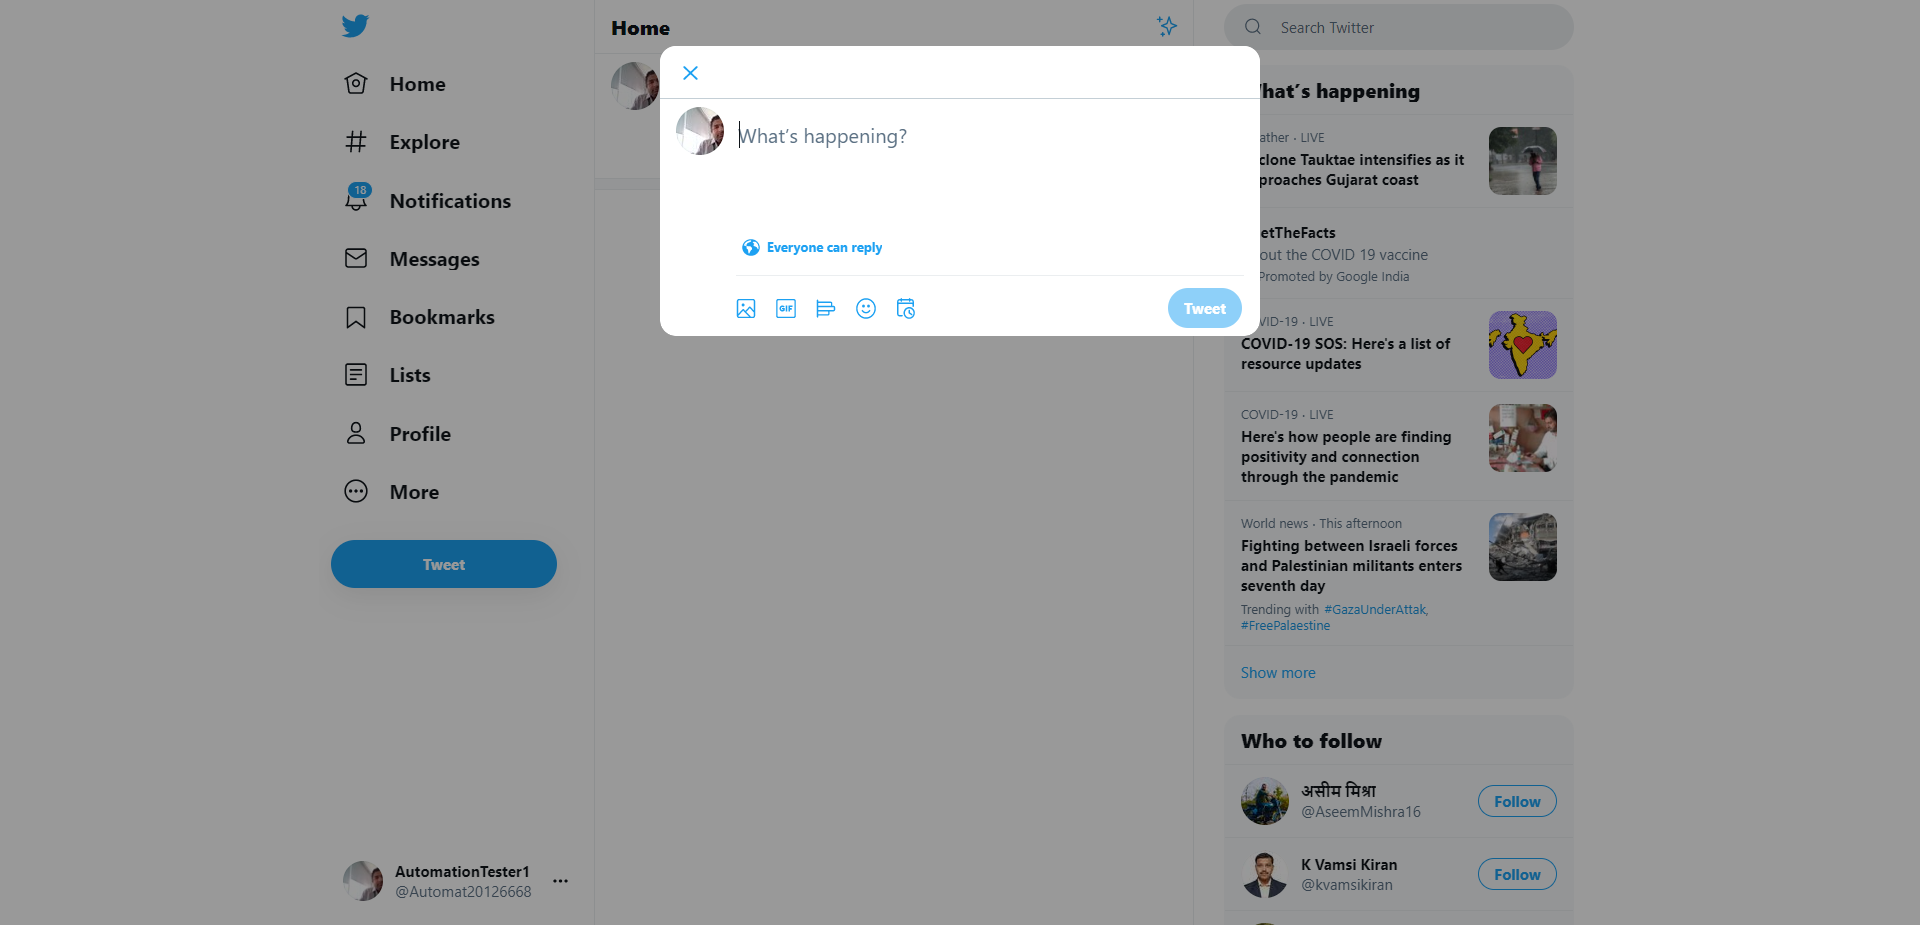 Home
Explore
18
Notifications
Messages
Bookmarks
Lists
Profile
More
Tweet
AutomationTester1
@Automat20126668
Home
What's happening?
Everyone can reply
GIF
Tweet
Search Twitter
hat's happening
ather · LIVE
clone Tauktae intensifies as it
proaches Gujarat coast
etTheFacts
out the COVID 19 vaccine
Promoted by Google India
VID-19 · LIVE
COVID-19 SOS: Here's a list of
resource updates
COVID-19 · LIVE
Here's how people are finding
positivity and connection
through the pandemic
World news · This afternoon
Fighting between Israeli forces
and Palestinian militants enters
seventh day
Trending with #GazaUnderAttak,
#FreePalaestine
Show more
Who to follow
असीम मिश्रा
@AseemMishra16
Follow
K Vamsi Kiran
@kvamsikiran
Follow